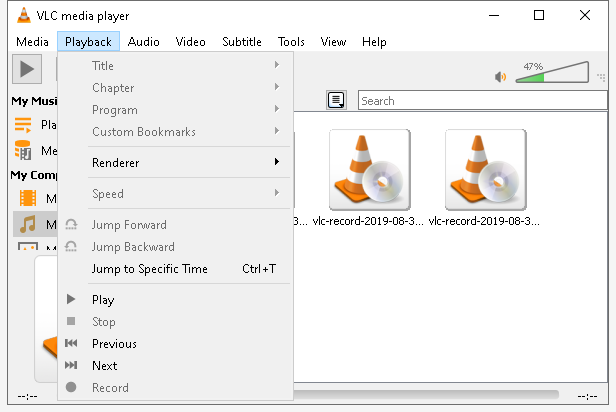 VLC media player
Media Playback Audio Video Subtitle Tools View Help
47%
Title
Chapter
Program
Custom Bookmarks
Renderer
Speed
Jump Forward
Jump Backward
Jump to Specific Time Ctrl+T
Play
Stop
Previous
Next
Record
My Musi
Pla
Me
My Comp
M
M
Search
3...
vlc-record-2019-08-3...
vlc-record-2019-08-3...
--:--
--:--